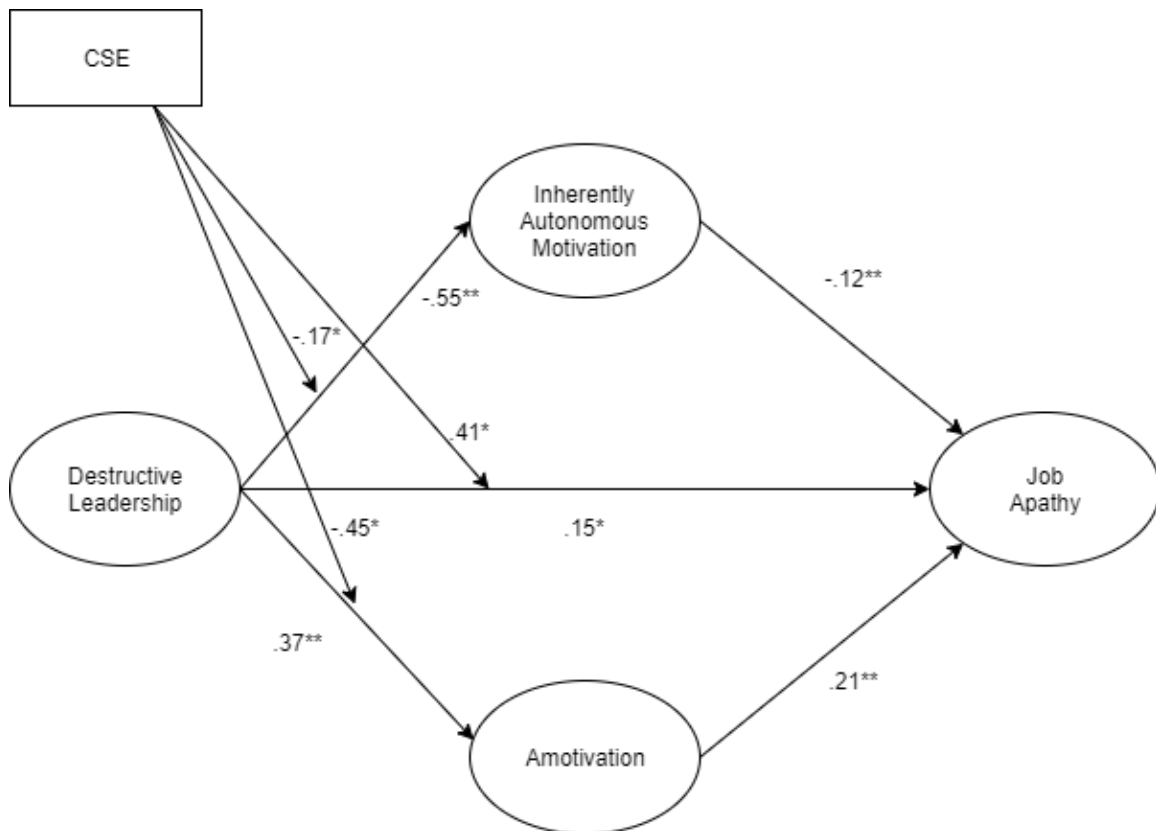 CSE
Inherently
Autonomous
Motivation
-.55**
-.12**
-.17*
.41*
Destructive
Leadership
Job
Apathy
-.45*
.15*
.37**
.21**
Amotivation